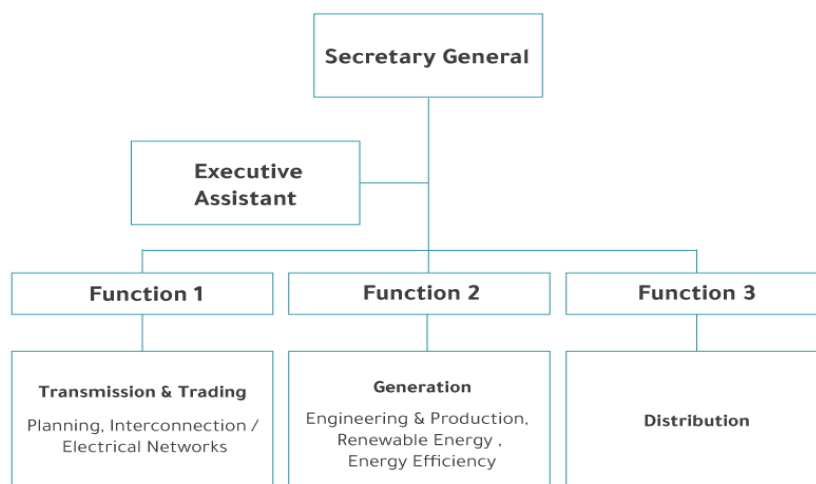 Secretary General
Executive
Assistant
Function 1
Function 2
Function 3
Transmission & Trading
Planning, Interconnection /
Electrical Networks
Generation
Engineering & Production,
Renewable Energy ,
Energy Efficiency
Distribution